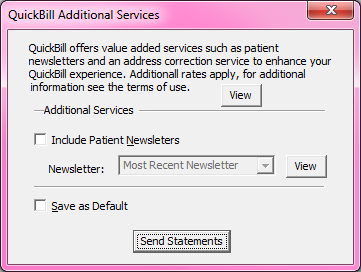 QuickBill Additional Services
QuickBill offers value added services such as patient
newsletters and an address correction service to enhance your
QuickBill experience. Additionall rates apply, for additional
information see the terms of use.
View
Additional Services
Include Patient Newsleters
Newsletter: Most Recent Newsletter View
Save as Default
Send Statements